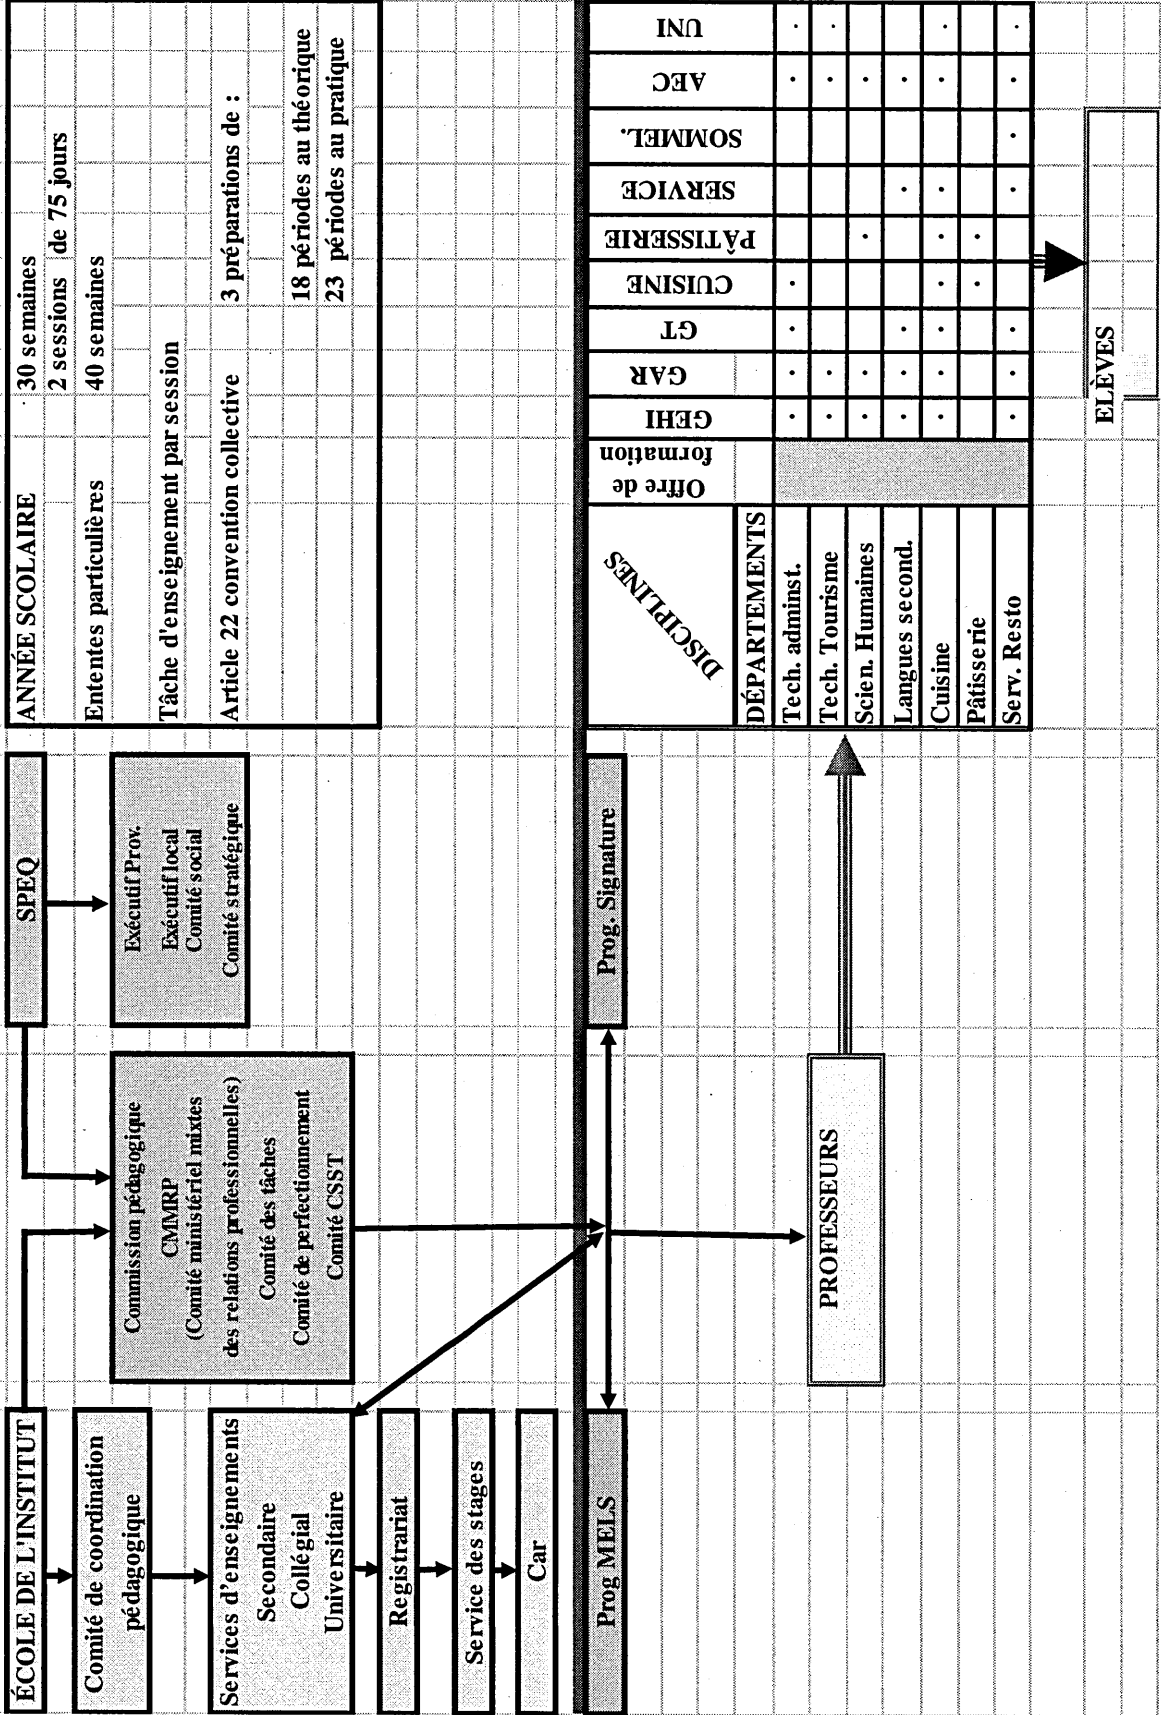 ÉCOLE DE L'INSTITUT
Comité de coordination
pédagogique
Services d'enseignements
Secondaire
Collégial
Universitaire
Registrariat
Service des stages
Car
Commission pédagogique
CMMRP
(Comité ministériel mixtes
des relations professionnelles)
Comité des tâches
Comité de perfectionnement
Comité CSST
SPEQ
Exécutif Prov.
Exécutif local
Comité social
Comité stratégique
ANNÉE SCOLAIRE 30 semaines
2 sessions de 75 jours
Ententes particulières 40 semaines
Tâche d'enseignement par session
Article 22 convention collective 3 préparations de :
18 périodes au théorique
23 périodes au pratique
Prog MELS
Prog. Signature
PROFESSEURS
DISCIPLINES
Offre de
formation
GEHI
GAR
GT
CUISINE
PÂTISSERIE
SERVICE
SOMMEL.
AEC
UNI
DÉPARTEMENTS
Tech. adminst. . . . . . .
Tech. Tourisme . . . .
Scien. Humaines . . . .
Langues second. . . . . .
Cuisine . . . . . . .
Pâtisserie . . . .
Serv. Resto . . . . . . .
ELÈVES